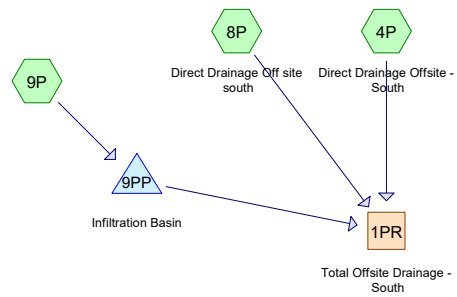 8P
4P
Direct Drainage Off site
south
Direct Drainage Offsite -
South
9P
9PP
Infiltration Basin
1PR
Total Offsite Drainage -
South